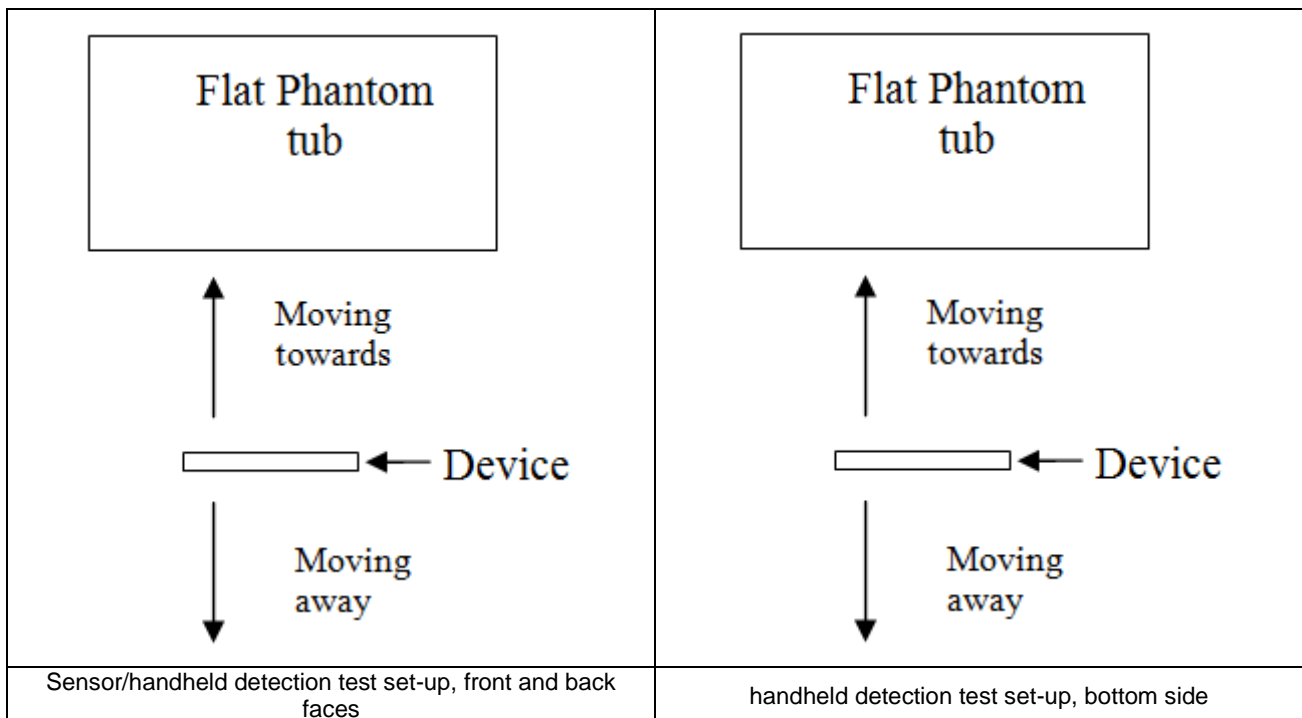 Flat Phantom
tub
Moving
towards
Device
Moving
away
Sensor/handheld detection test set-up, front and back
faces
Flat Phantom
tub
Moving
towards
Device
Moving
away
handheld detection test set-up, bottom side